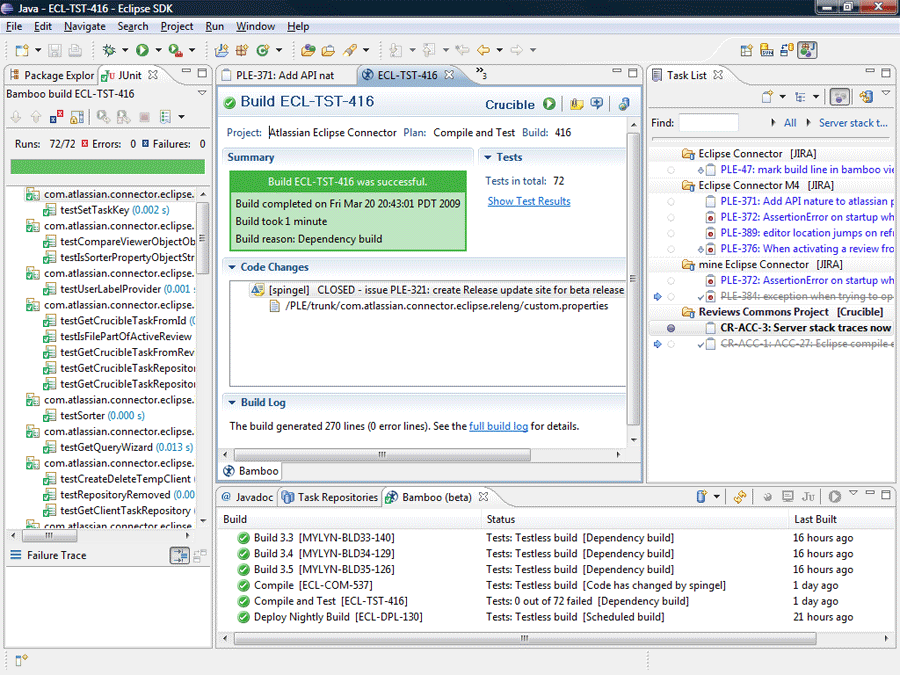 Java - ECL-TST-416 - Eclipse SDK
File Edit Navigate Search Project Run Window Help
Package Explor JUnit
Bamboo build ECL-TST-416
Runs: 72/72 Errors: 0 Failures: 0
com.atlassian.connector.eclipse.
testSetTaskKey (0.002 s)
com.atlassian.connector.eclipse.
testCompareViewerObjectOb
testIsSorterPropertyObjectStr
com.atlassian.connector.eclipse.
testUserLabelProvider (0.001 s
com.atlassian.connector.eclipse.
testGetCrucibleTaskFromId (
testIsFilePartOfActiveReview
testGetCrucibleTaskFromRev
testGetCrucibleTaskRepositor
testGetCrucibleTaskRepositor
com.atlassian.connector.eclipse.
testSorter (0.000 s)
com.atlassian.connector.eclipse.
testGetQueryWizard (0.013 s)
com.atlassian.connector.eclipse.
testCreateDeleteTempClient (
testRepositoryRemoved (0.00
testGetClientTaskRepository (
com.atlassian.connector.eclipse.
Failure Trace
PLE-371: Add API nat ECL-TST-416 »3
Build ECL-TST-416
Crucible
Project: Atlassian Eclipse Connector Plan: Compile and Test Build: 416
Summary
Build ECL-TST-416 was successful.
Build completed on Fri Mar 20 20:43:01 PDT 2009
Build took 1 minute
Build reason: Dependency build
Tests
Tests in total: 72
Show Test Results
Code Changes
[spingel] CLOSED - issue PLE-321: create Release update site for beta release
/PLE/trunk/com.atlassian.connector.eclipse.releng/custom.properties
Build Log
The build generated 270 lines (0 error lines). See the full build log for details.
Bamboo
Task List
Find: All Server stack t...
Eclipse Connector [JIRA]
PLE-47: mark build line in bamboo vie
Eclipse Connector M4 [JIRA]
PLE-371: Add API nature to atlassian p
PLE-372: AssertionError on startup wh
PLE-389: editor location jumps on refr
PLE-376: When activating a review fro
mine Eclipse Connector [JIRA]
PLE-372: AssertionError on startup wh
PLE-384: exception when trying to op
Reviews Commons Project [Crucible]
CR-ACC-3: Server stack traces now
CR-ACC-1: ACC-27: Eclipse compile e
Javadoc Task Repositories Bamboo (beta)
Ju
Build Status Last Built
Build 3.3 [MYLYN-BLD33-140] Tests: Testless build [Dependency build] 16 hours ago
Build 3.4 [MYLYN-BLD34-129] Tests: Testless build [Dependency build] 16 hours ago
Build 3.5 [MYLYN-BLD35-126] Tests: Testless build [Dependency build] 16 hours ago
Compile [ECL-COM-537] Tests: Testless build [Code has changed by spingel] 1 day ago
Compile and Test [ECL-TST-416] Tests: 0 out of 72 failed [Dependency build] 1 day ago
Deploy Nightly Build [ECL-DPL-130] Tests: Testless build [Scheduled build] 21 hours ago